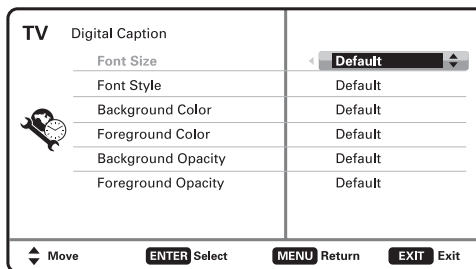 TV Digital Caption
Font Size Default
Font Style Default
Background Color Default
Foreground Color Default
Background Opacity Default
Foreground Opacity Default
Move ENTER Select MENU Return EXIT Exit